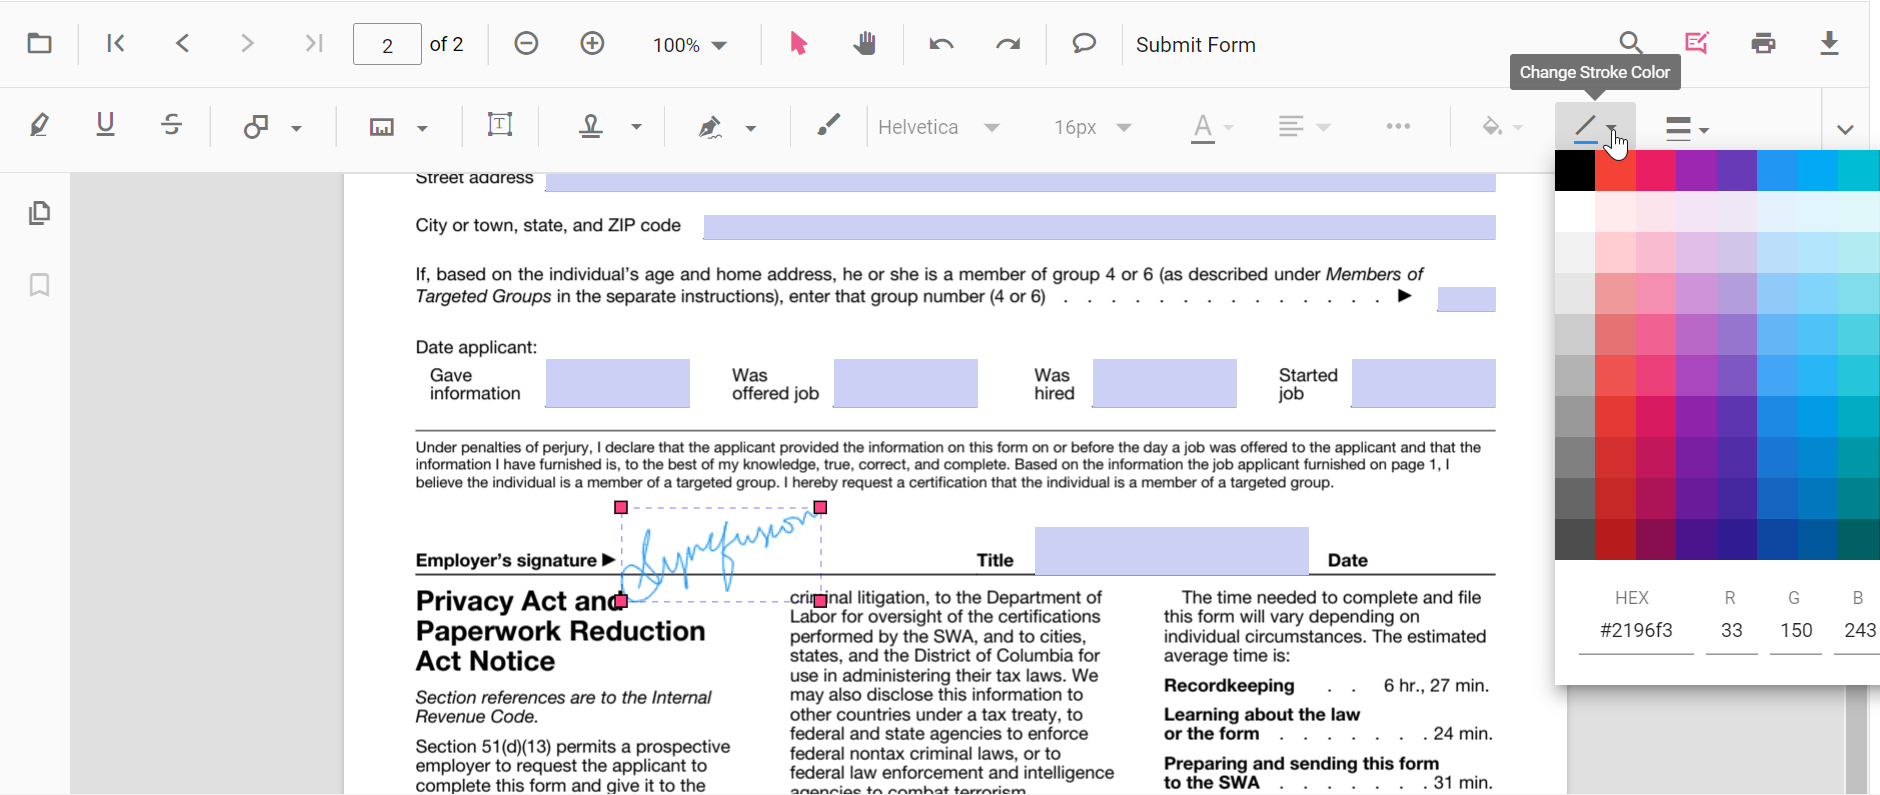 2 of 2 100% Submit Form
Change Stroke Color
U S T Helvetica 16px A
Street address
City or town, state, and ZIP code
If, based on the individual's age and home address, he or she is a member of group 4 or 6 (as described under Members of
Targeted Groups in the separate instructions), enter that group number (4 or 6) . . . . . . . . . . . . . . ▶
Date applicant:
Gave information
Was offered job
Was hired
Started job
Under penalties of perjury, I declare that the applicant provided the information on this form on or before the day a job was offered to the applicant and that the
information I have furnished is, to the best of my knowledge, true, correct, and complete. Based on the information the job applicant furnished on page 1, I
believe the individual is a member of a targeted group. I hereby request a certification that the individual is a member of a targeted group.
Employer's signature ▶ Syncfusion Title Date
Privacy Act and
Paperwork Reduction
Act Notice
Section references are to the Internal
Revenue Code.
Section 51(d)(13) permits a prospective
employer to request the applicant to
complete this form and give it to the
criminal litigation, to the Department of
Labor for oversight of the certifications
performed by the SWA, and to cities,
states, and the District of Columbia for
use in administering their tax laws. We
may also disclose this information to
other countries under a tax treaty, to
federal and state agencies to enforce
federal nontax criminal laws, or to
federal law enforcement and intelligence
agencies to combat terrorism.
The time needed to complete and file
this form will vary depending on
individual circumstances. The estimated
average time is:
Recordkeeping . . 6 hr., 27 min.
Learning about the law
or the form . . . . . . . 24 min.
Preparing and sending this form
to the SWA . . . . . . . 31 min.
HEX R G B
#2196f3 33 150 243